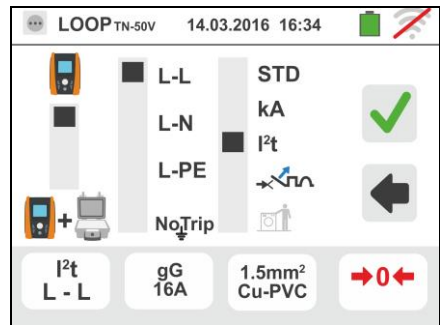 LOOP TN-50V 14.03.2016 16:34
L-L STD
L-N kA
I²t
L-PE
NoTrip
I²t gG 1.5mm² →0←
L - L 16A Cu-PVC